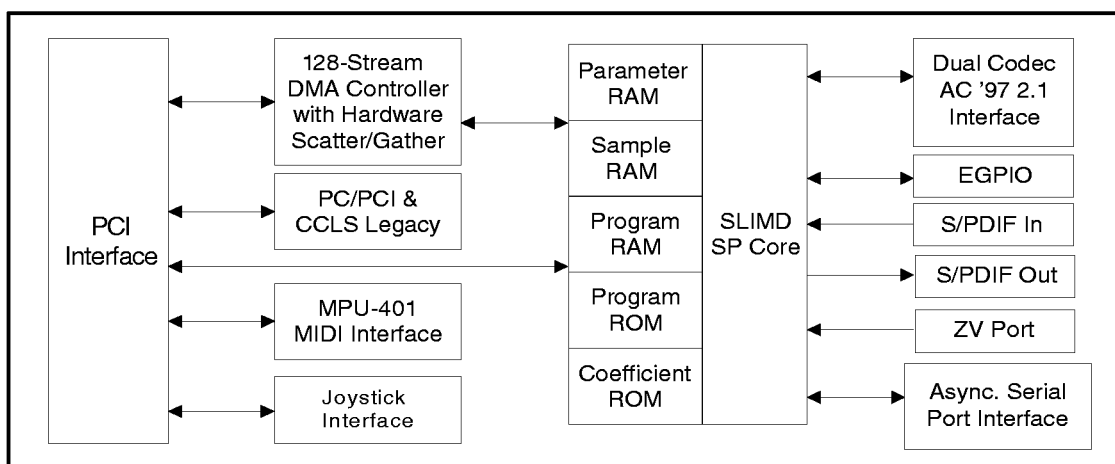 PCI
Interface
128-Stream
DMA Controller
with Hardware
Scatter/Gather
PC/PCI &
CCLS Legacy
MPU-401
MIDI Interface
Joystick
Interface
Parameter
RAM
Sample
RAM
Program
RAM
Program
ROM
Coefficient
ROM
SLIMD
SP Core
Dual Codec
AC '97 2.1
Interface
EGPIO
S/PDIF In
S/PDIF Out
ZV Port
Async. Serial
Port Interface